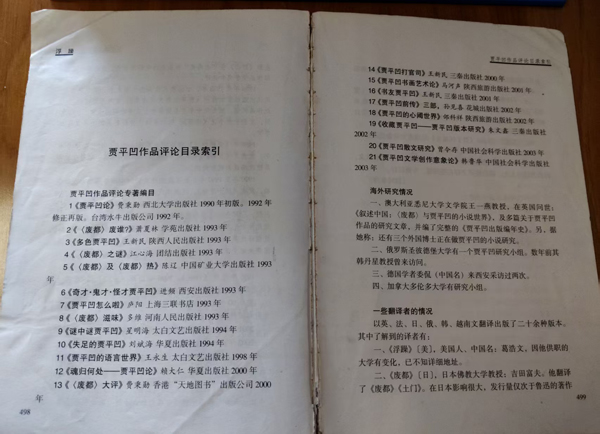 浮躁
贾平凹作品评论目录索引
贾平凹作品评论专著编目
1《贾平凹论》费秉勋 西北大学出版社1990年初版。1992年
修正再版。台湾水牛出版公司1992年。
2《〈废都〉废谁?》萧夏林 学苑出版社1993年
3《多色贾平凹》王新民 陕西人民出版社1993年
4《〈废都〉之谜》江心海 团结出版社1993年
5《〈废都〉及〈废都〉热》陈辽 中国矿业大学出版社1993
年
6《奇才·鬼才·怪才贾平凹》 西安出版社1993年
7《贾平凹怎么啦》庐阳 上海三联书店1993年
8《〈废都〉滋味》多维 河南人民出版社1993年
9《谜中谜贾平凹》星明海 太白文艺出版社1994年
10《失足的贾平凹》刘斌海 华夏出版社1994年
11《贾平凹的语言世界》王永生 太白文艺出版社1998年
12《魂归何处——贾平凹论》赖大仁 华夏出版社2000年
13《〈废都〉大评》费秉勋 香港“天地图书”出版公司2000
年
498
贾平凹作品评论目录索引
14《贾平凹打官司》王新民 三秦出版社2000年
15《贾平凹书画艺术论》马河声 陕西旅游出版社2001年
16《书友贾平凹》王新民 陕西旅游出版社2001年
17《贾平凹前传》三部,孙见喜 花城出版社2002年
18《贾平凹的心阈世界》郜科祥 陕西旅游出版社2002年
19《收藏贾平凹——贾平凹版本研究》朱文鑫 三秦出版社
2002年
20《贾平凹散文研究》曾令存 中国社会科学出版社2003年
21《贾平凹文学创作意象论》韩鲁华 中国社会科学出版社
2003年
海外研究情况
一、澳大利亚悉尼大学文学院王一燕教授,在英国问世:
《叙述中国:〈废都〉与贾平凹的小说世界》,及多篇关于贾平凹
作品的研究文章,并编了完整的《贾平凹出版编年史》。另,据
她称:还有三个外国博士正在做贾平凹的小说研究。
二、俄罗斯圣彼德堡大学有一个贾平凹研究小组。数年前其
韩丹星教授曾来访问。
三、德国学者委倪(中国名)来西安采访过两次。
四、加拿大多伦多大学有研究小组。
一些翻译者的情况
以英、法、日、俄、韩、越南文翻译出版了二十余种版本。
其中了解到的译者有:
一、《浮躁》[美],美国人,中国名:葛浩文,因他供职的
大学有变化,已不知详细地址。
二、《废都》[日],日本佛教大学教授:吉田富夫。他翻译
了《废都》《土门》。在日本影响很大,发行量仅次于鲁迅的著作
499